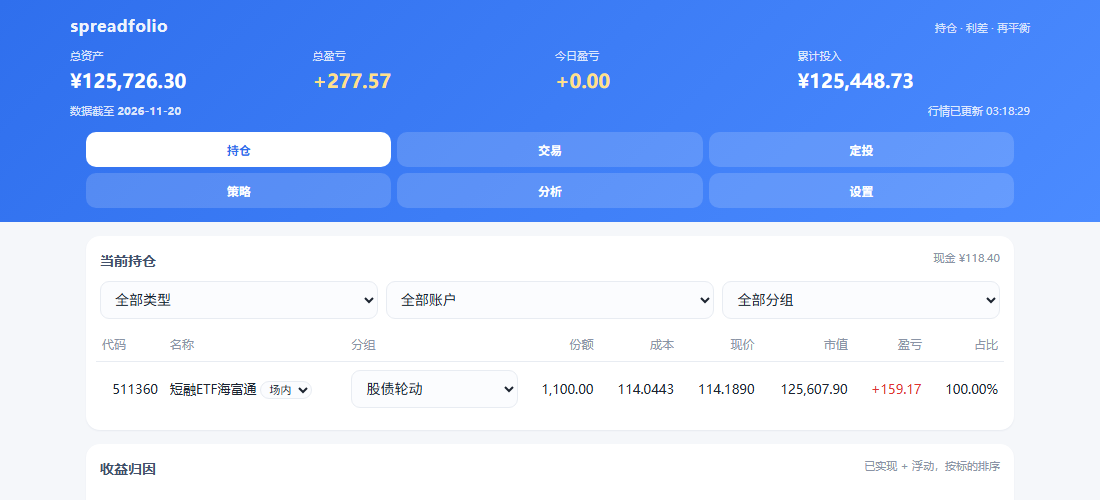 spreadfolio
持仓 · 利差 · 再平衡
总资产 总盈亏 今日盈亏 累计投入
¥125,726.30 +277.57 +0.00 ¥125,448.73
数据截至 2026-11-20 行情已更新 03:18:29
持仓 交易 定投
策略 分析 设置
当前持仓 现金 ¥118.40
全部类型 全部账户 全部分组
代码 名称 分组 份额 成本 现价 市值 盈亏 占比
511360 短融ETF海富通 场内 股债轮动 1,100.00 114.0443 114.1890 125,607.90 +159.17 100.00%
收益归因 已实现 + 浮动，按标的排序